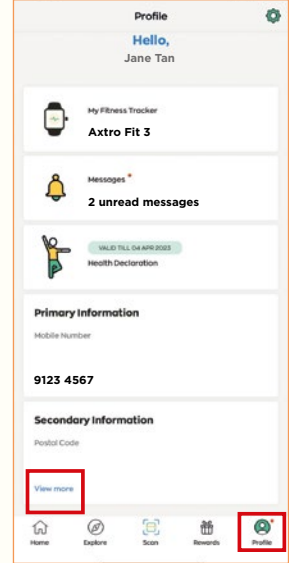 Profile
Hello,
Jane Tan
My Fitness Tracker
Axtro Fit 3
Messages *
2 unread messages
VALID TILL 04 APR 2023
Health Declaration
Primary Information
Mobile Number
9123 4567
Secondary Information
Postal Code
View more
Home Explore Scan Rewards Profile